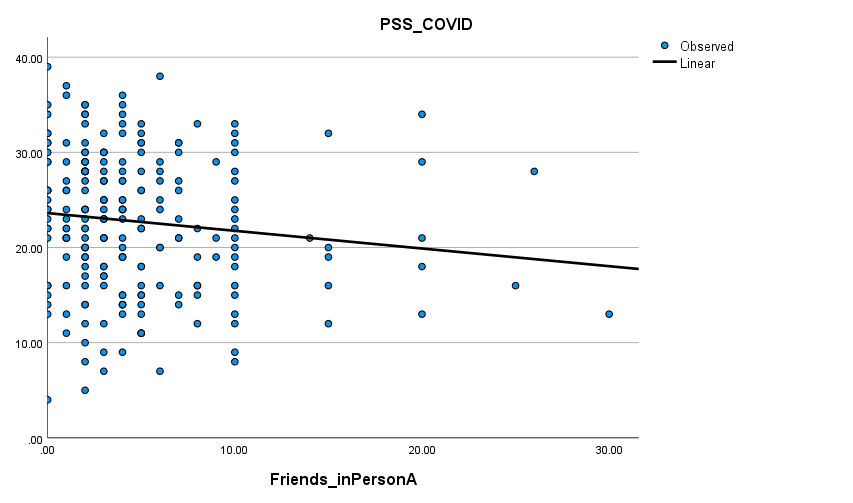 PSS_COVID
Observed
Linear
40.00
30.00
20.00
10.00
.00
.00 10.00 20.00 30.00
Friends_inPersonA